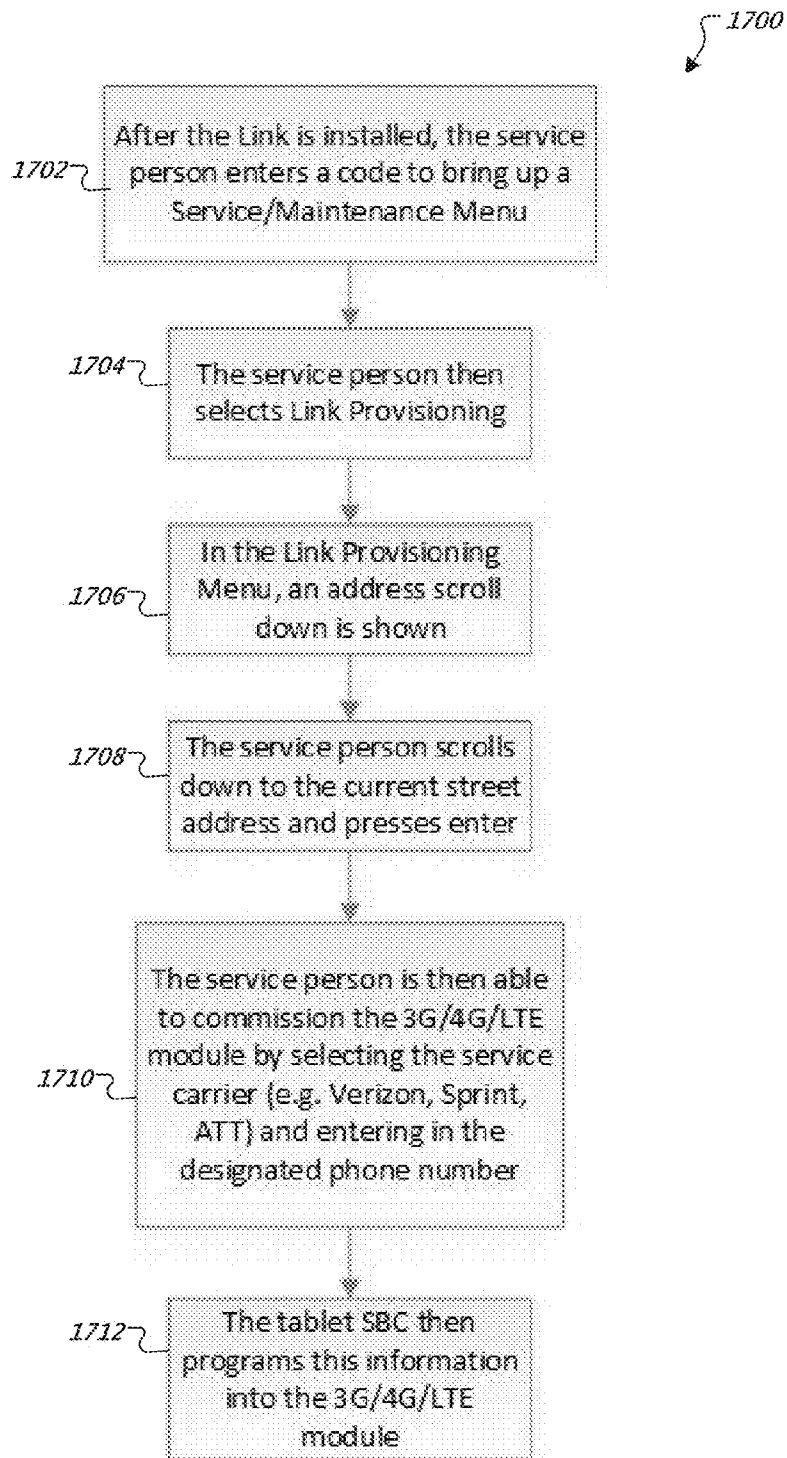 1700
After the Link is installed, the service
person enters a code to bring up a
Service/Maintenance Menu
1702
The service person then
selects Link Provisioning
1704
In the Link Provisioning
Menu, an address scroll
down is shown
1706
The service person scrolls
down to the current street
address and presses enter
1708
The service person is then able
to commission the 3G/4G/LTE
module by selecting the service
carrier (e.g. Verizon, Sprint,
ATT) and entering in the
designated phone number
1710
The tablet SBC then
programs this information
into the 3G/4G/LTE
module
1712